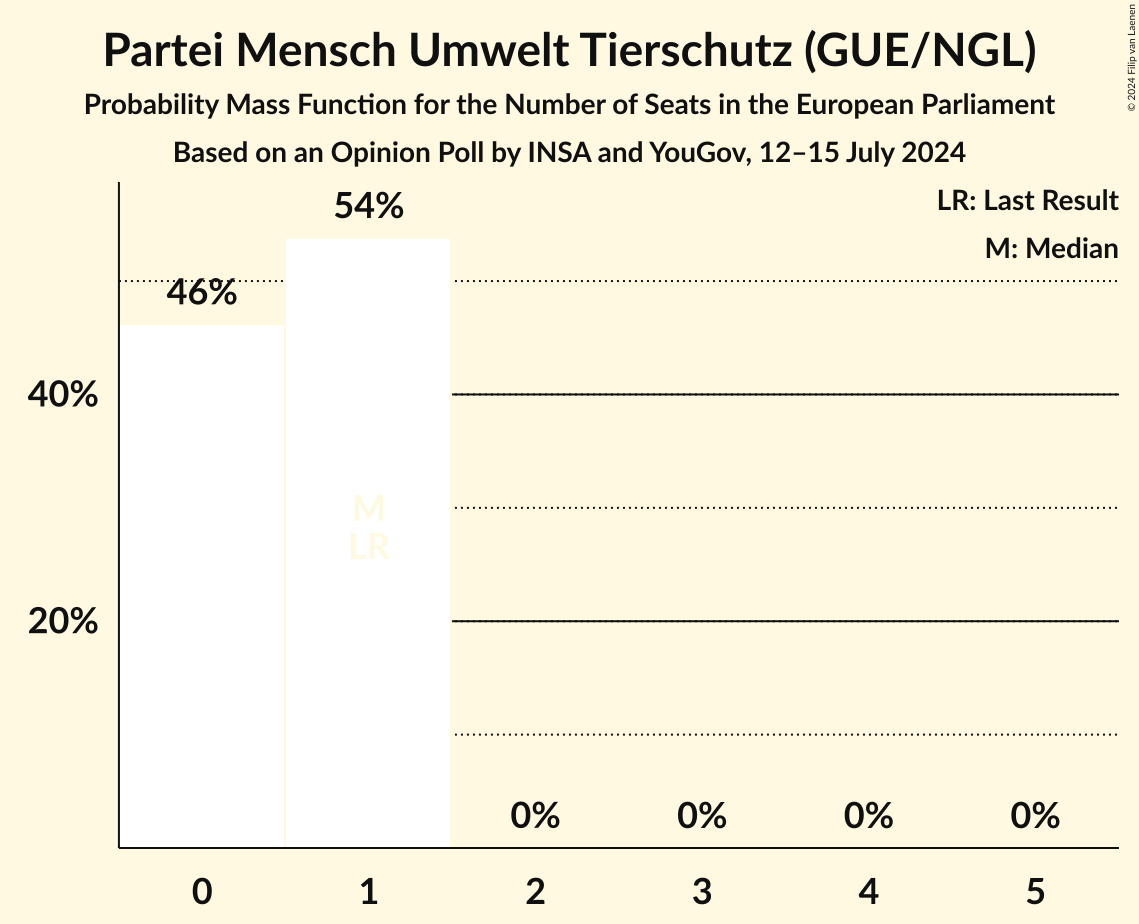 Partei Mensch Umwelt Tierschutz (GUE/NGL)
Probability Mass Function for the Number of Seats in the European Parliament
Based on an Opinion Poll by INSA and YouGov, 12–15 July 2024
© 2024 Filip van Laenen
LR: Last Result
M: Median
54%
46%
40%
M
LR
20%
0% 0% 0% 0%
0 1 2 3 4 5